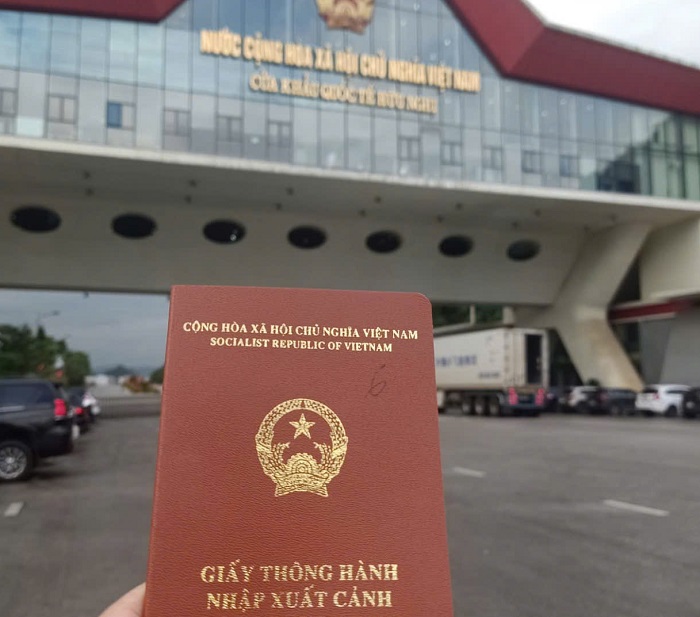 NƯỚC CỘNG HÒA XÃ HỘI CHỦ NGHĨA VIỆT NAM
CỬA KHẨU QUỐC TẾ HỮU NGHỊ
CỘNG HÒA XÃ HỘI CHỦ NGHĨA VIỆT NAM
SOCIALIST REPUBLIC OF VIETNAM
6
GIẤY THÔNG HÀNH
NHẬP XUẤT CẢNH